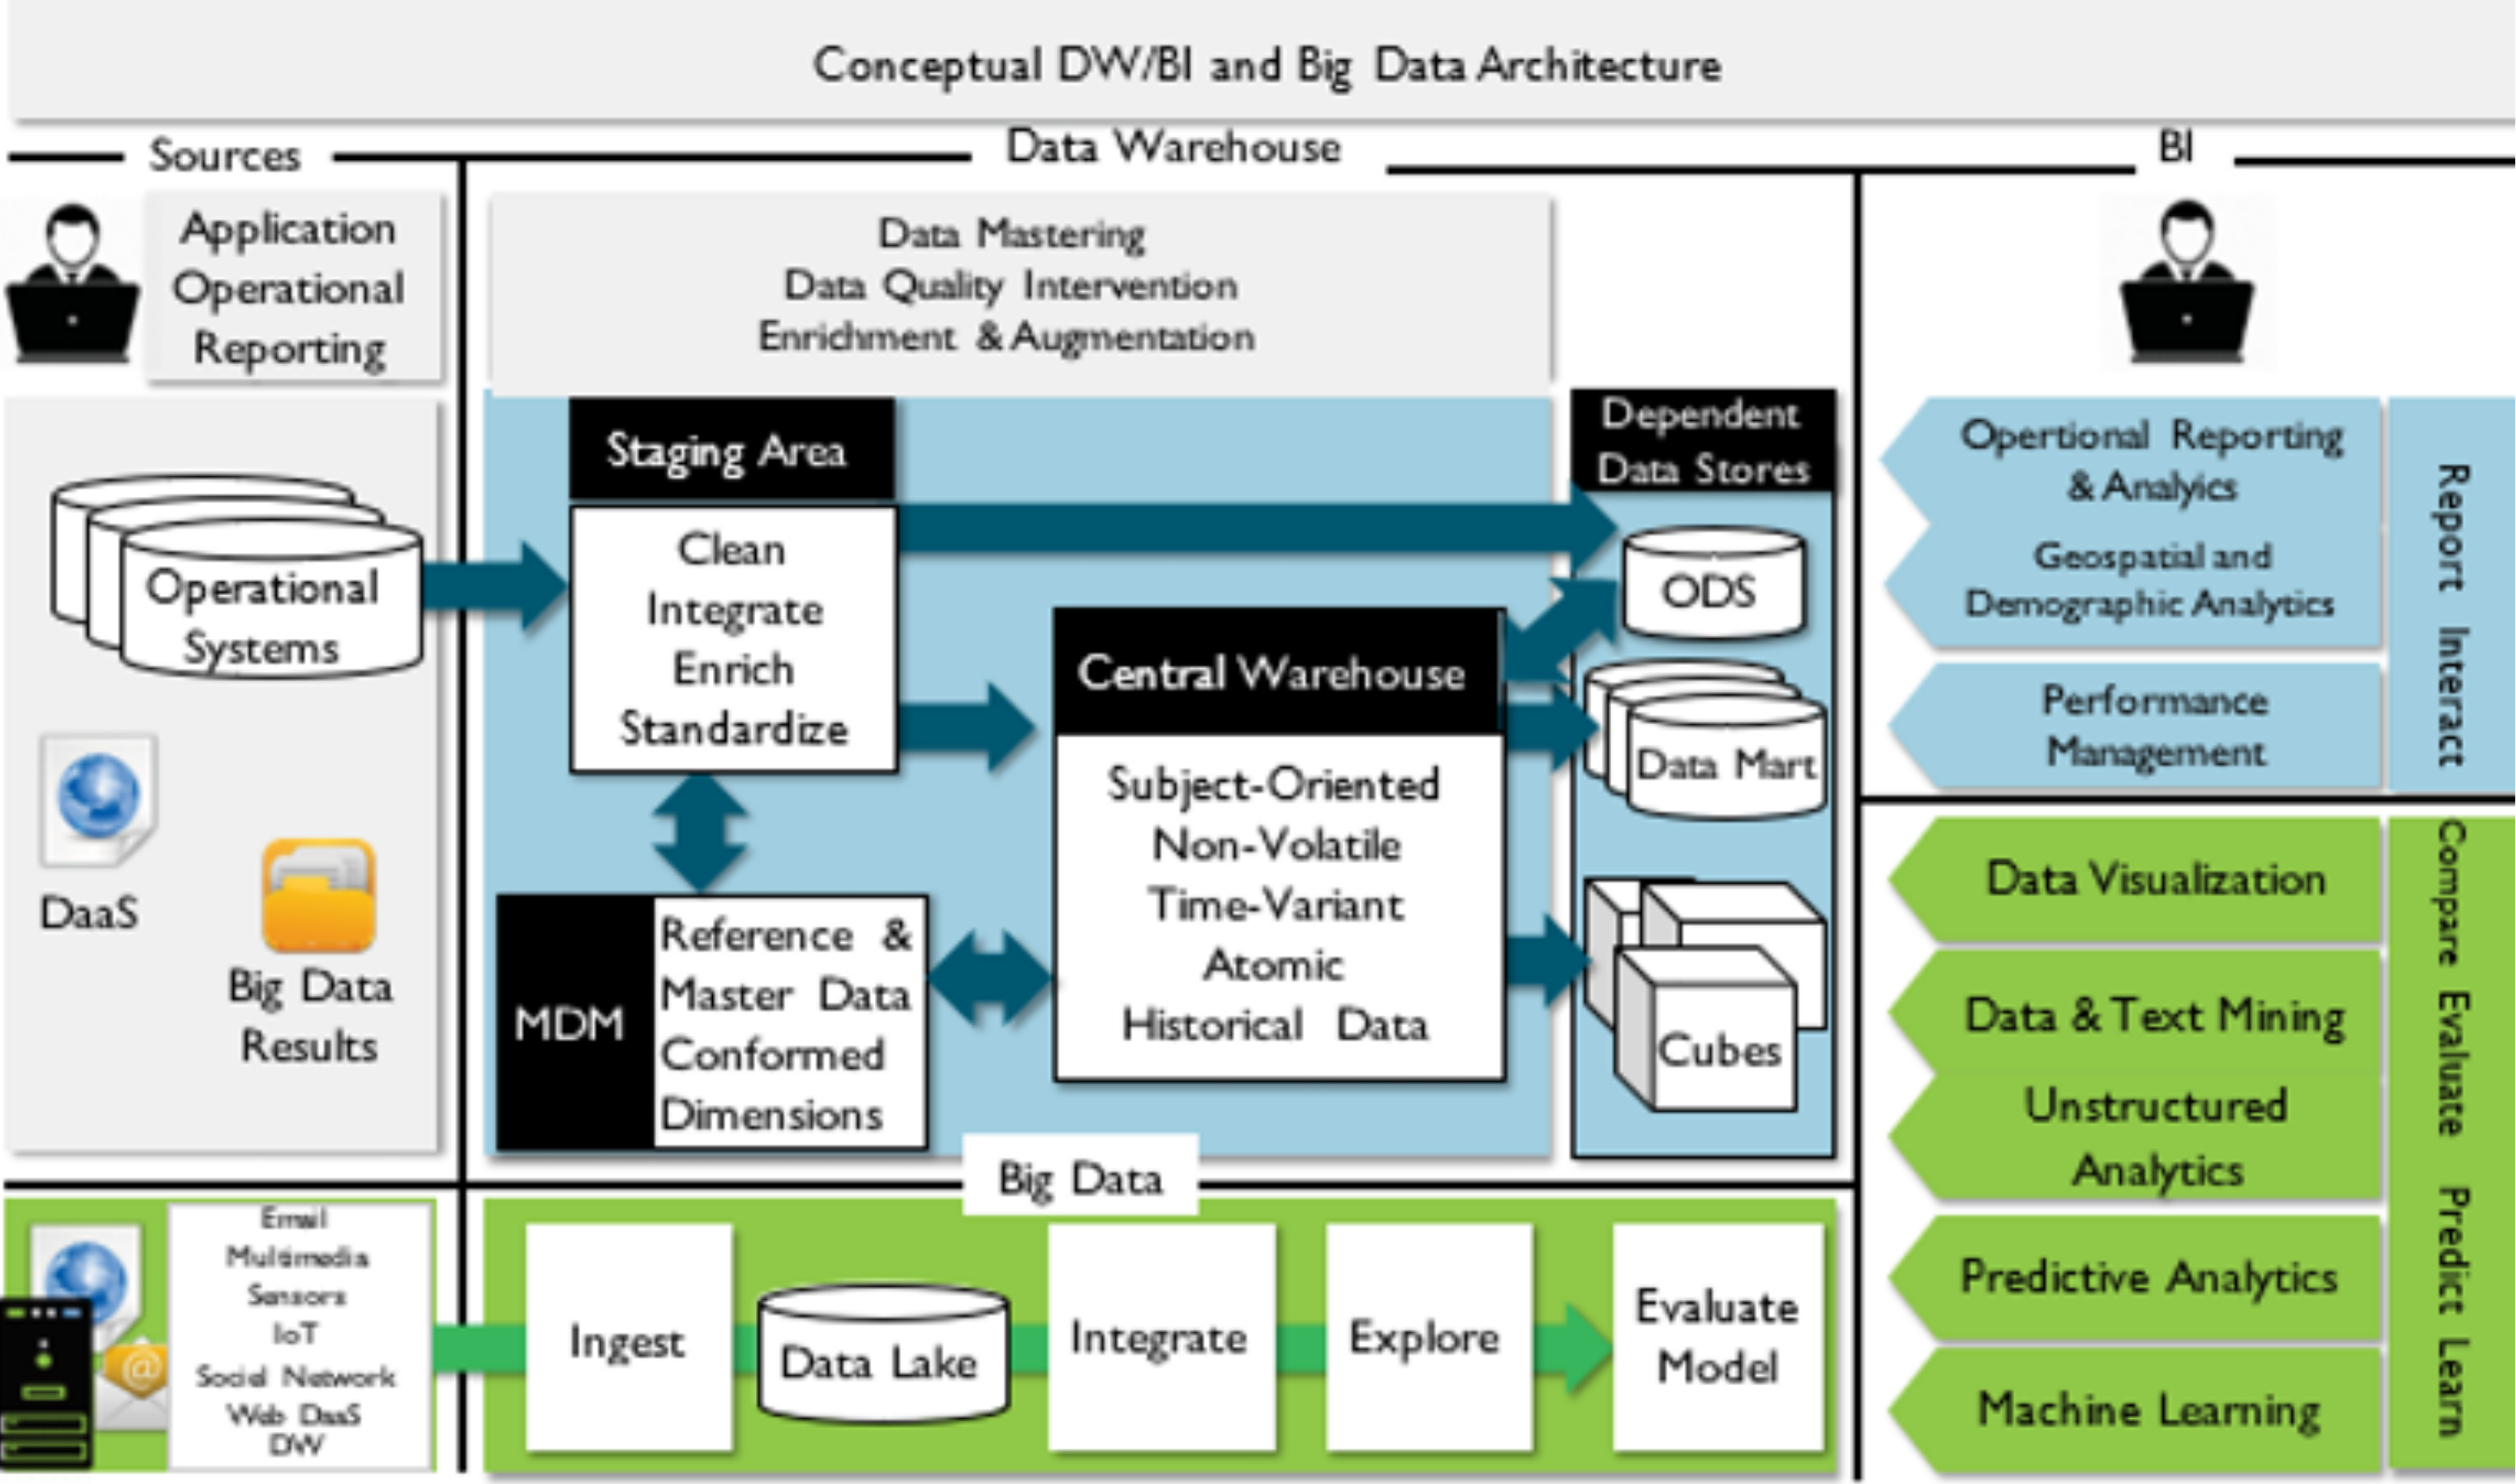 Conceptual DW/BI and Big Data Architecture
Sources
Data Warehouse
BI
Application
Operational
Reporting
Data Mastering
Data Quality Intervention
Enrichment & Augmentation
Operational
Systems
DaaS
Big Data
Results
Staging Area
Clean
Integrate
Enrich
Standardize
MDM
Reference &
Master Data
Conformed
Dimensions
Central Warehouse
Subject-Oriented
Non-Volatile
Time-Variant
Atomic
Historical Data
Dependent
Data Stores
ODS
Data Mart
Cubes
Opertional Reporting
& Analyics
Geospatial and
Demographic Analytics
Performance
Management
Report Interact
Data Visualization
Data & Text Mining
Unstructured
Analytics
Predictive Analytics
Machine Learning
Compare Evaluate Predict Learn
Big Data
Email
Multimedia
Sensors
IoT
Social Network
Web DaaS
DW
@
Ingest
Data Lake
Integrate
Explore
Evaluate
Model